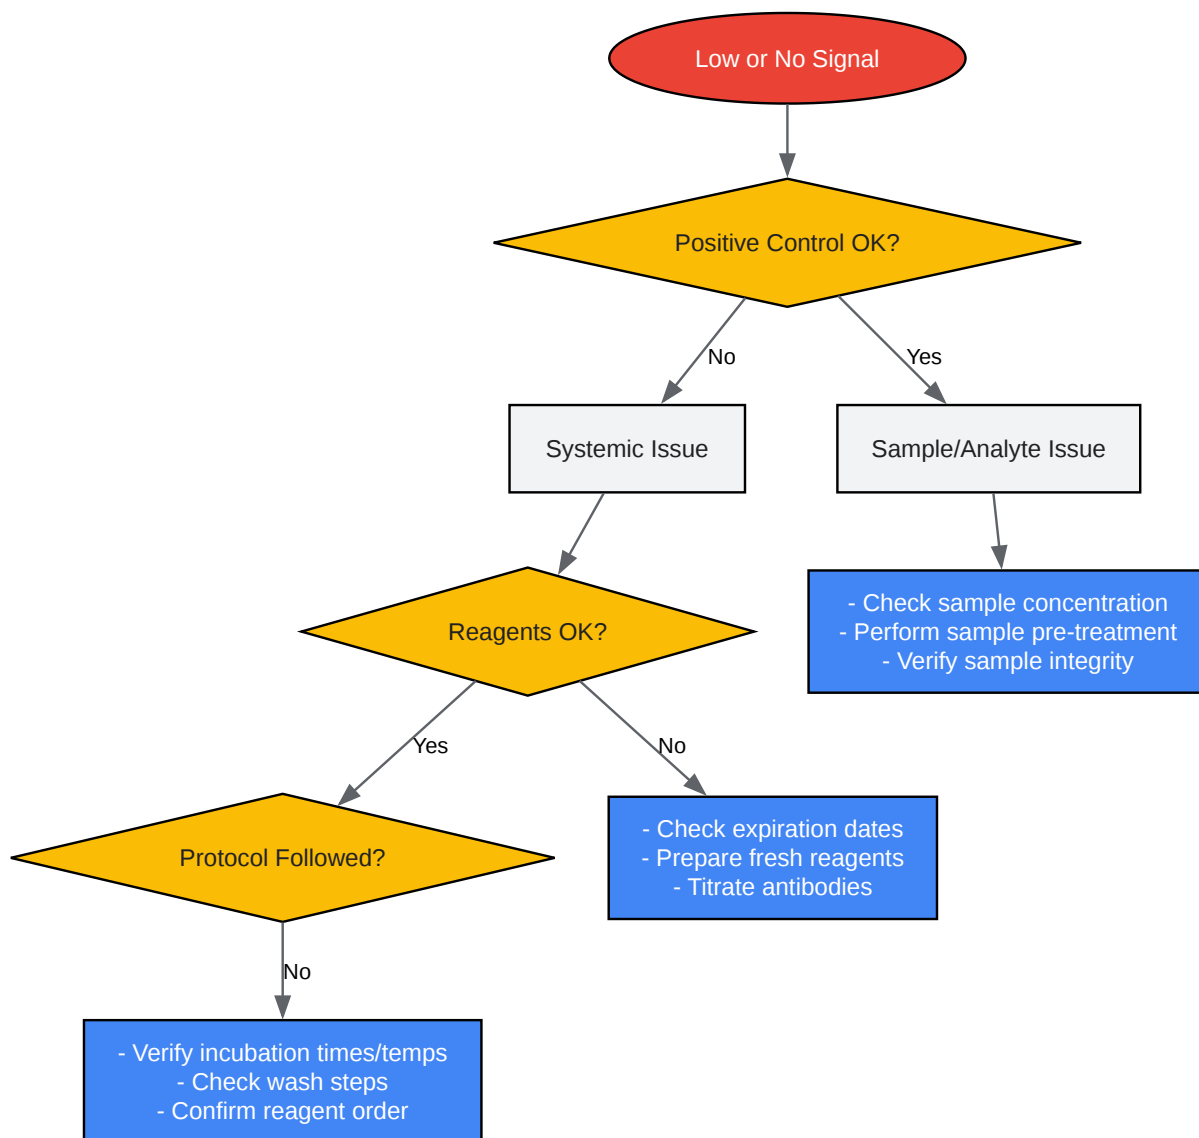 Low or No Signal
Positive Control OK?
No
Yes
Systemic Issue
Sample/Analyte Issue
- Check sample concentration
- Perform sample pre-treatment
- Verify sample integrity
Reagents OK?
Yes
No
- Check expiration dates
- Prepare fresh reagents
- Titrate antibodies
Protocol Followed?
No
- Verify incubation times/temps
- Check wash steps
- Confirm reagent order